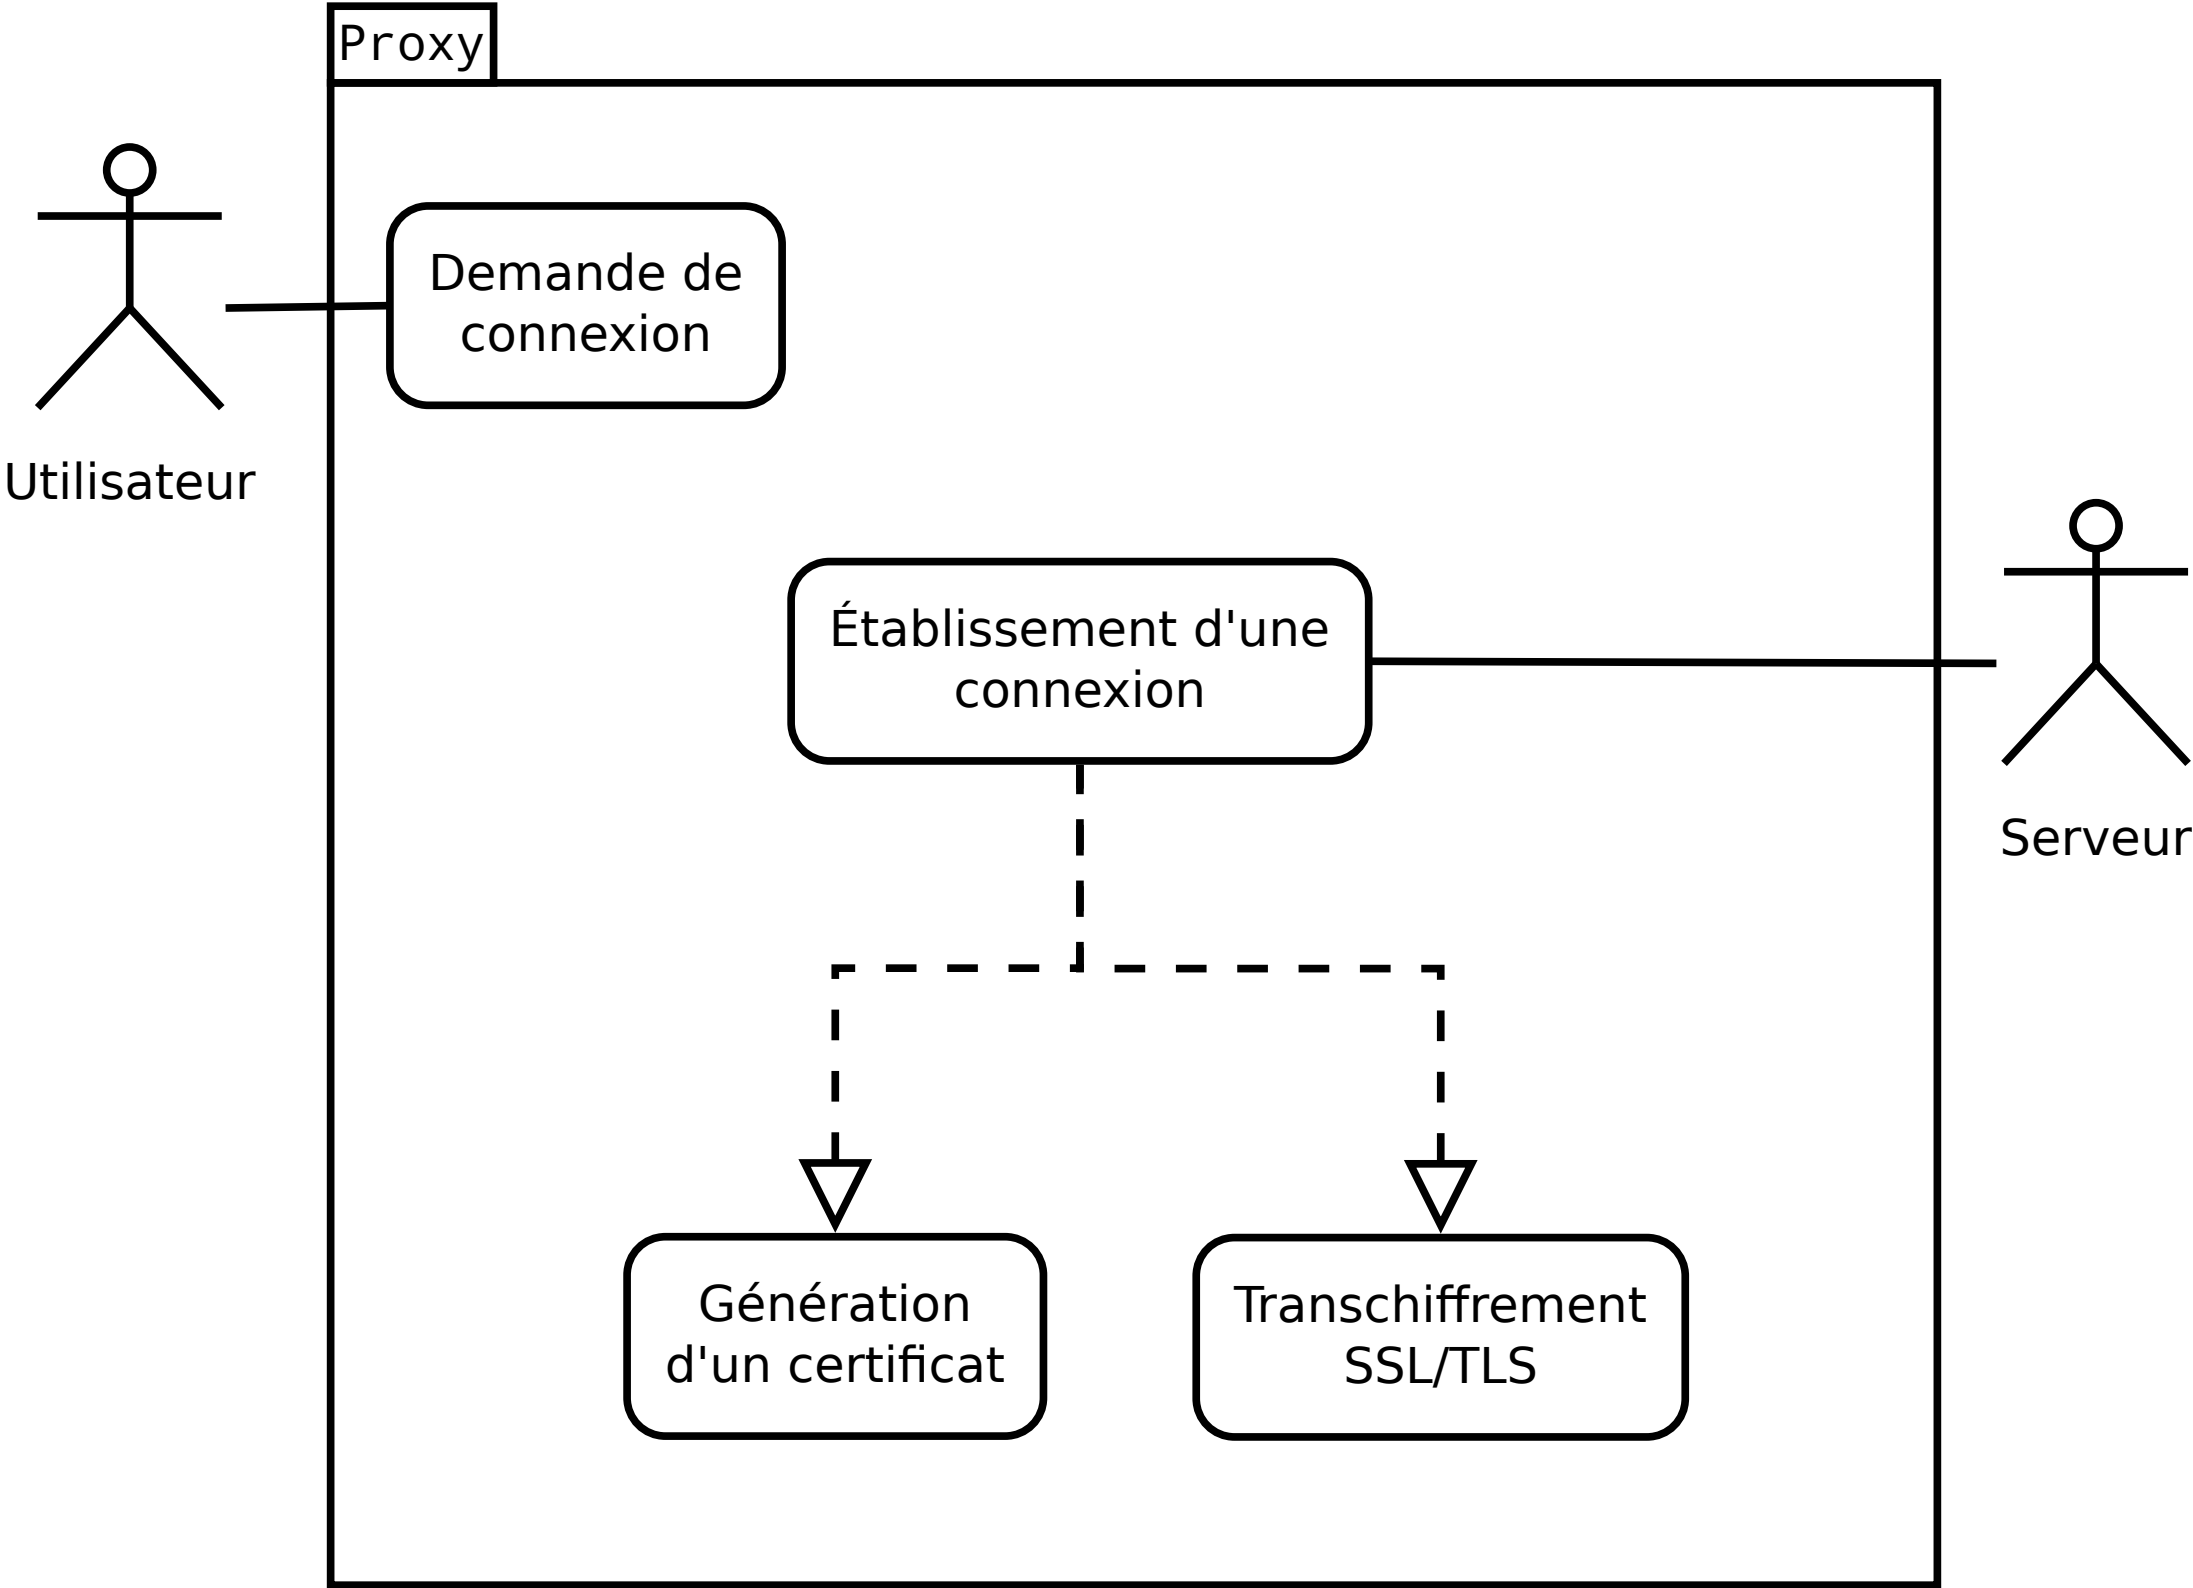 Proxy
Demande de
connexion
Utilisateur
Établissement d'une
connexion
Serveur
Génération
d'un certificat
Transchiffrement
SSL/TLS